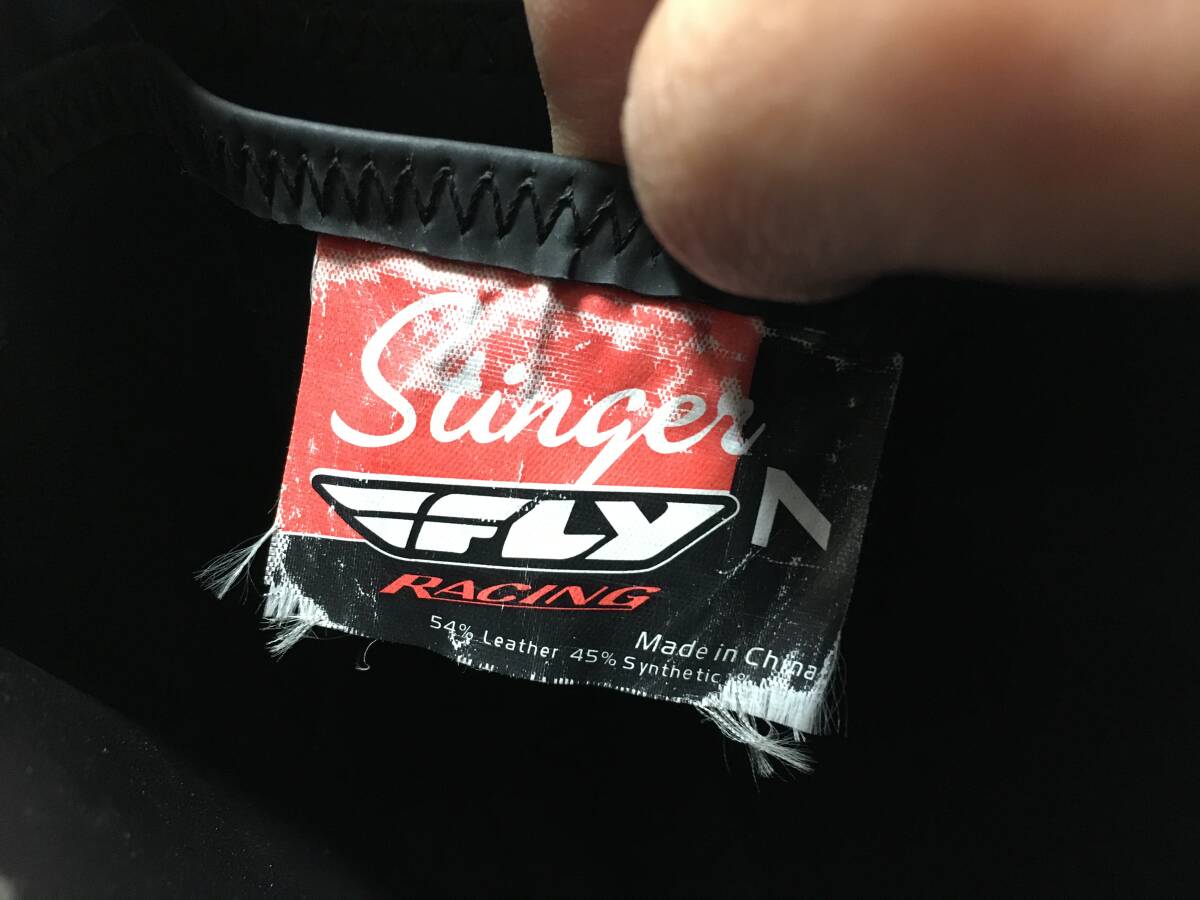 Stinger
FLY
RACING
Made in China
54% Leather 45% Synthetic